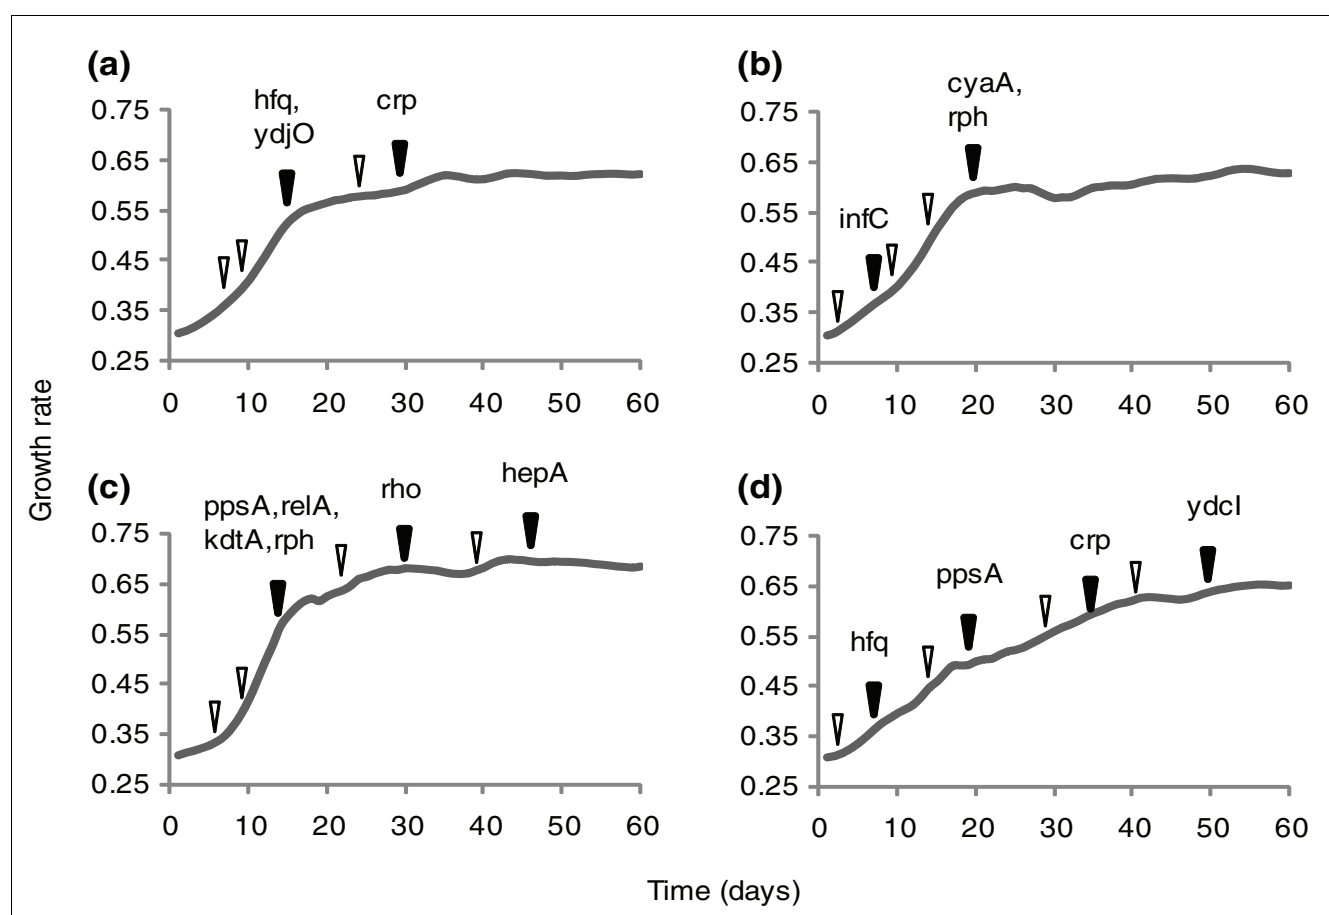 (a)
hfq,
ydjO
crp
0.75
0.65
0.55
0.45
0.35
0.25
0 10 20 30 40 50 60
(b)
cyaA,
rph
infC
0.75
0.65
0.55
0.45
0.35
0.25
0 10 20 30 40 50 60
Growth rate
(c)
ppsA,relA,
kdtA,rph
rho
hepA
0.75
0.65
0.55
0.45
0.35
0.25
0 10 20 30 40 50 60
(d)
hfq
ppsA
crp
ydcI
0.75
0.65
0.55
0.45
0.35
0.25
0 10 20 30 40 50 60
Time (days)